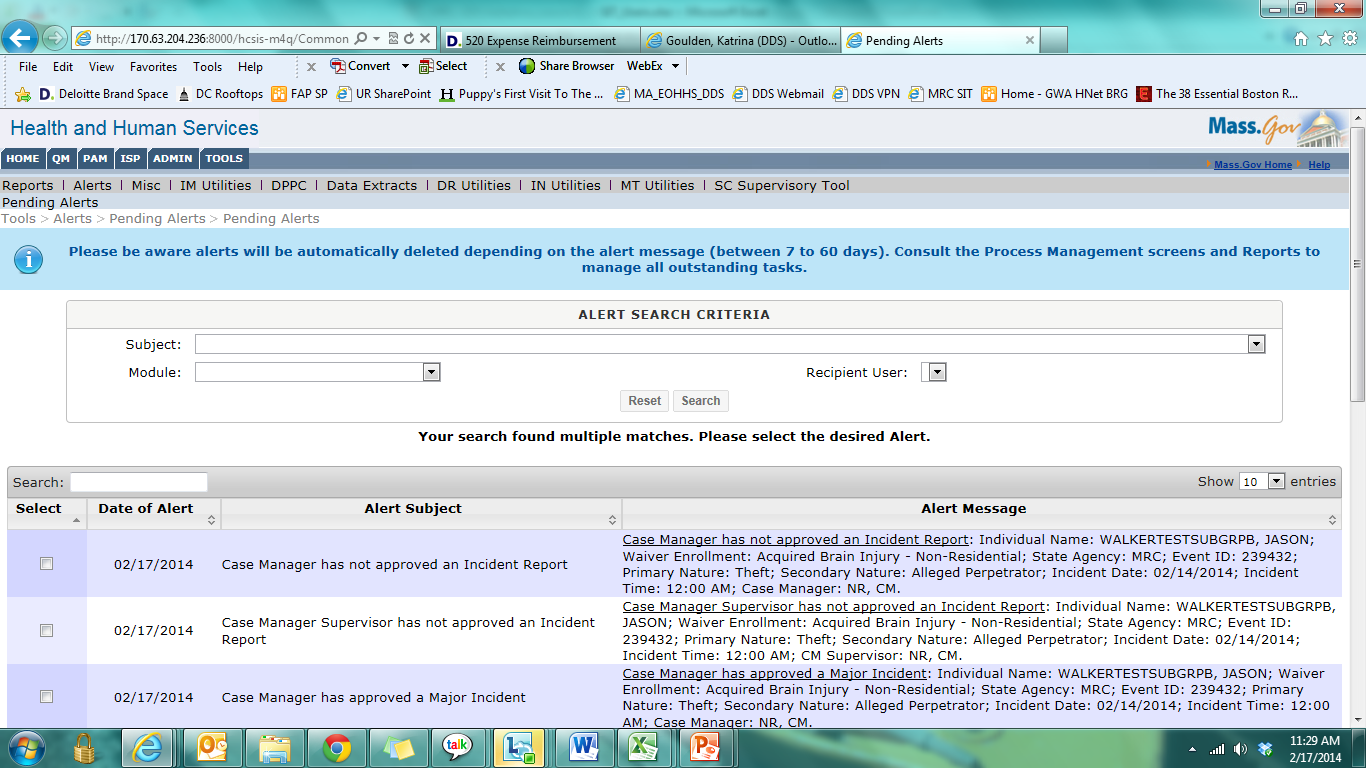 http://170.63.204.236:8000/hcsis-m4q/Common
520 Expense Reimbursement
Goulden, Katrina (DDS) - Outlo...
Pending Alerts
File Edit View Favorites Tools Help
Convert Select
Share Browser WebEx
Deloitte Brand Space DC Rooftops FAP SP UR SharePoint Puppy's First Visit To The ... MA_EOHHS_DDS DDS Webmail DDS VPN MRC SIT Home - GWA HNet BRG The 38 Essential Boston R...
Health and Human Services
Mass.Gov
HOME QM PAM ISP ADMIN TOOLS
Mass.Gov Home Help
Reports | Alerts | Misc | IM Utilities | DPPC | Data Extracts | DR Utilities | IN Utilities | MT Utilities | SC Supervisory Tool
Pending Alerts
Tools > Alerts > Pending Alerts > Pending Alerts
Please be aware alerts will be automatically deleted depending on the alert message (between 7 to 60 days). Consult the Process Management screens and Reports to
manage all outstanding tasks.
ALERT SEARCH CRITERIA
Subject:
Module: Recipient User:
Reset Search
Your search found multiple matches. Please select the desired Alert.
Search: Show 10 entries
Select Date of Alert Alert Subject Alert Message
02/17/2014
Case Manager has not approved an Incident Report
Case Manager has not approved an Incident Report: Individual Name: WALKERTESTSUBGRPB, JASON;
Waiver Enrollment: Acquired Brain Injury - Non-Residential; State Agency: MRC; Event ID: 239432;
Primary Nature: Theft; Secondary Nature: Alleged Perpetrator; Incident Date: 02/14/2014; Incident
Time: 12:00 AM; Case Manager: NR, CM.
02/17/2014
Case Manager Supervisor has not approved an Incident
Report
Case Manager Supervisor has not approved an Incident Report: Individual Name: WALKERTESTSUBGRPB,
JASON; Waiver Enrollment: Acquired Brain Injury - Non-Residential; State Agency: MRC; Event ID:
239432; Primary Nature: Theft; Secondary Nature: Alleged Perpetrator; Incident Date: 02/14/2014;
Incident Time: 12:00 AM; CM Supervisor: NR, CM.
02/17/2014
Case Manager has approved a Major Incident
Case Manager has approved a Major Incident: Individual Name: WALKERTESTSUBGRPB, JASON; Waiver
Enrollment: Acquired Brain Injury - Non-Residential; State Agency: MRC; Event ID: 239432; Primary
Nature: Theft; Secondary Nature: Alleged Perpetrator; Incident Date: 02/14/2014; Incident Time: 12:00
AM; Case Manager: NR, CM.
talk
11:29 AM
2/17/2014